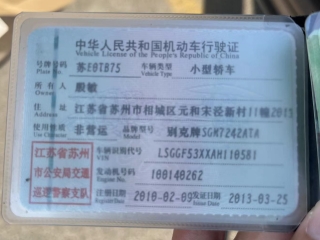 中华人民共和国机动车行驶证
Vehicle License of the People's Republic of China
号牌号码 苏E0TB75 车辆类型 小型轿车
Plate No. Vehicle Type
所有人 殷敏
Owner
住址 江苏省苏州市相城区元和宋泾新村11幢2015
Address
使用性质 非营运 品牌型号 别克牌SGM7242ATA
Use Character Model
江苏省苏州 车辆识别代号 LSGGF53XXAH110581
VIN
市公安局交通 发动机号码 100140262
Engine No.
巡逻警察支队 注册日期 2010-02-09 发证日期 2013-03-25
Register Date Issue Date